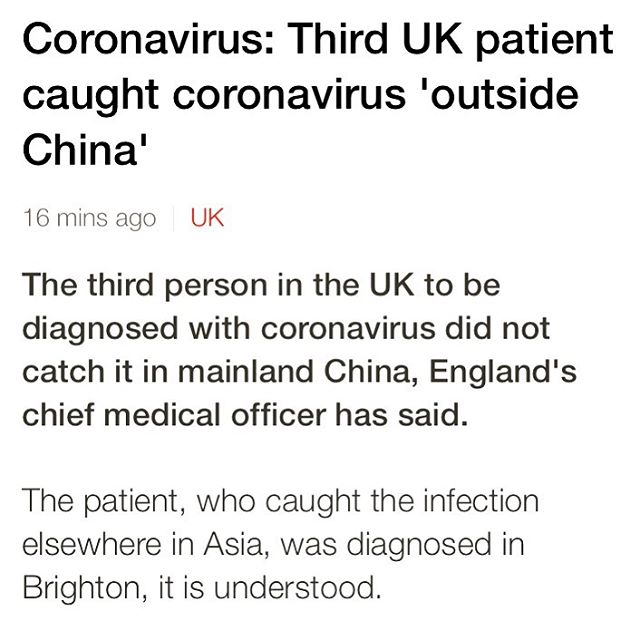 Coronavirus: Third UK patient
caught coronavirus 'outside
China'
16 mins ago UK
The third person in the UK to be
diagnosed with coronavirus did not
catch it in mainland China, England's
chief medical officer has said.
The patient, who caught the infection
elsewhere in Asia, was diagnosed in
Brighton, it is understood.